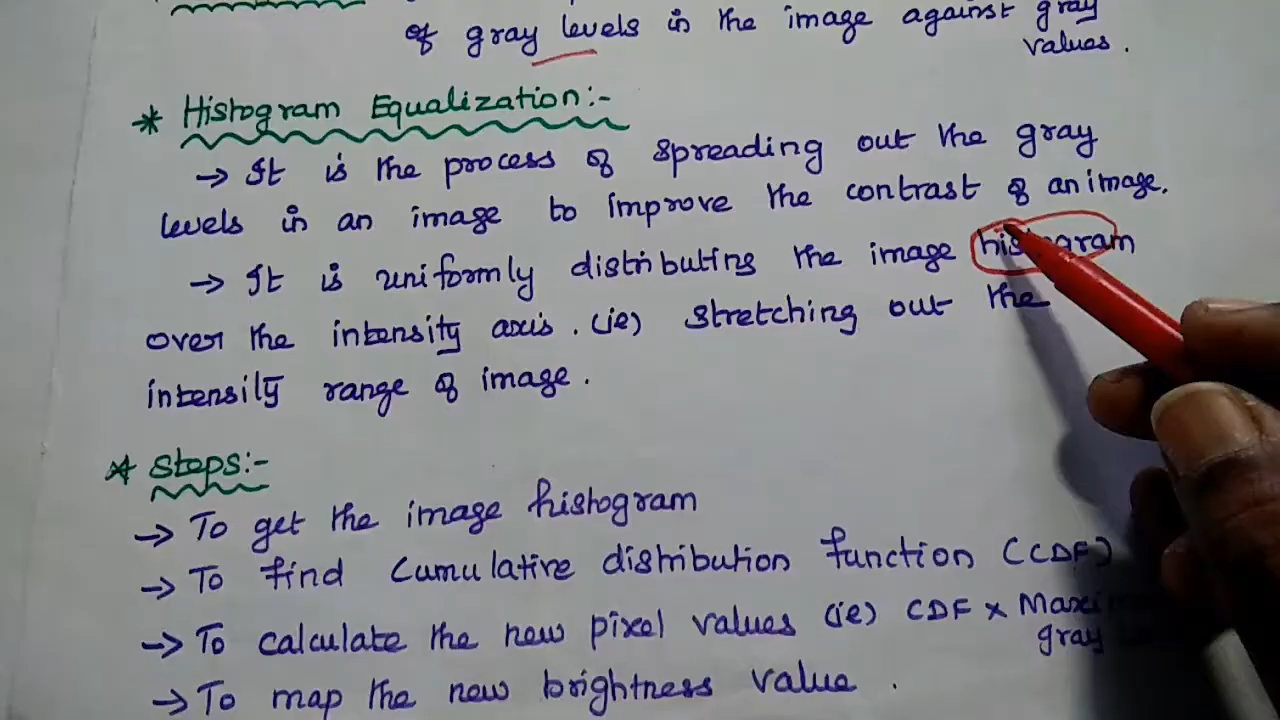 of gray levels in the image against gray
values.
* Histogram Equalization:-
→ It is the process of spreading out the gray
levels in an image to improve the contrast of an image.
→ It is uniformly distributing the image histogram
over the intensity axis. (ie) stretching out the
intensity range of image.
* Steps:-
→ To get the image histogram
→ To find Cumulative distribution function (CDF)
→ To calculate the new pixel values (ie) CDF ×
gray
→ To map the new brightness value.